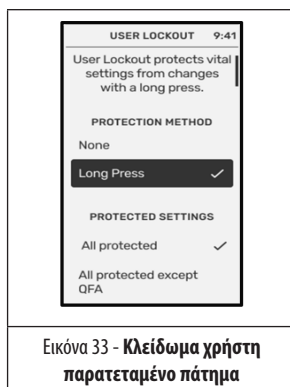 USER LOCKOUT 9:41
User Lockout protects vital
settings from changes
with a long press.
PROTECTION METHOD
None
Long Press
PROTECTED SETTINGS
All protected
All protected except
QFA
Εικόνα 33 - Κλείδωμα χρήστη
παρατεταμένο πάτημα